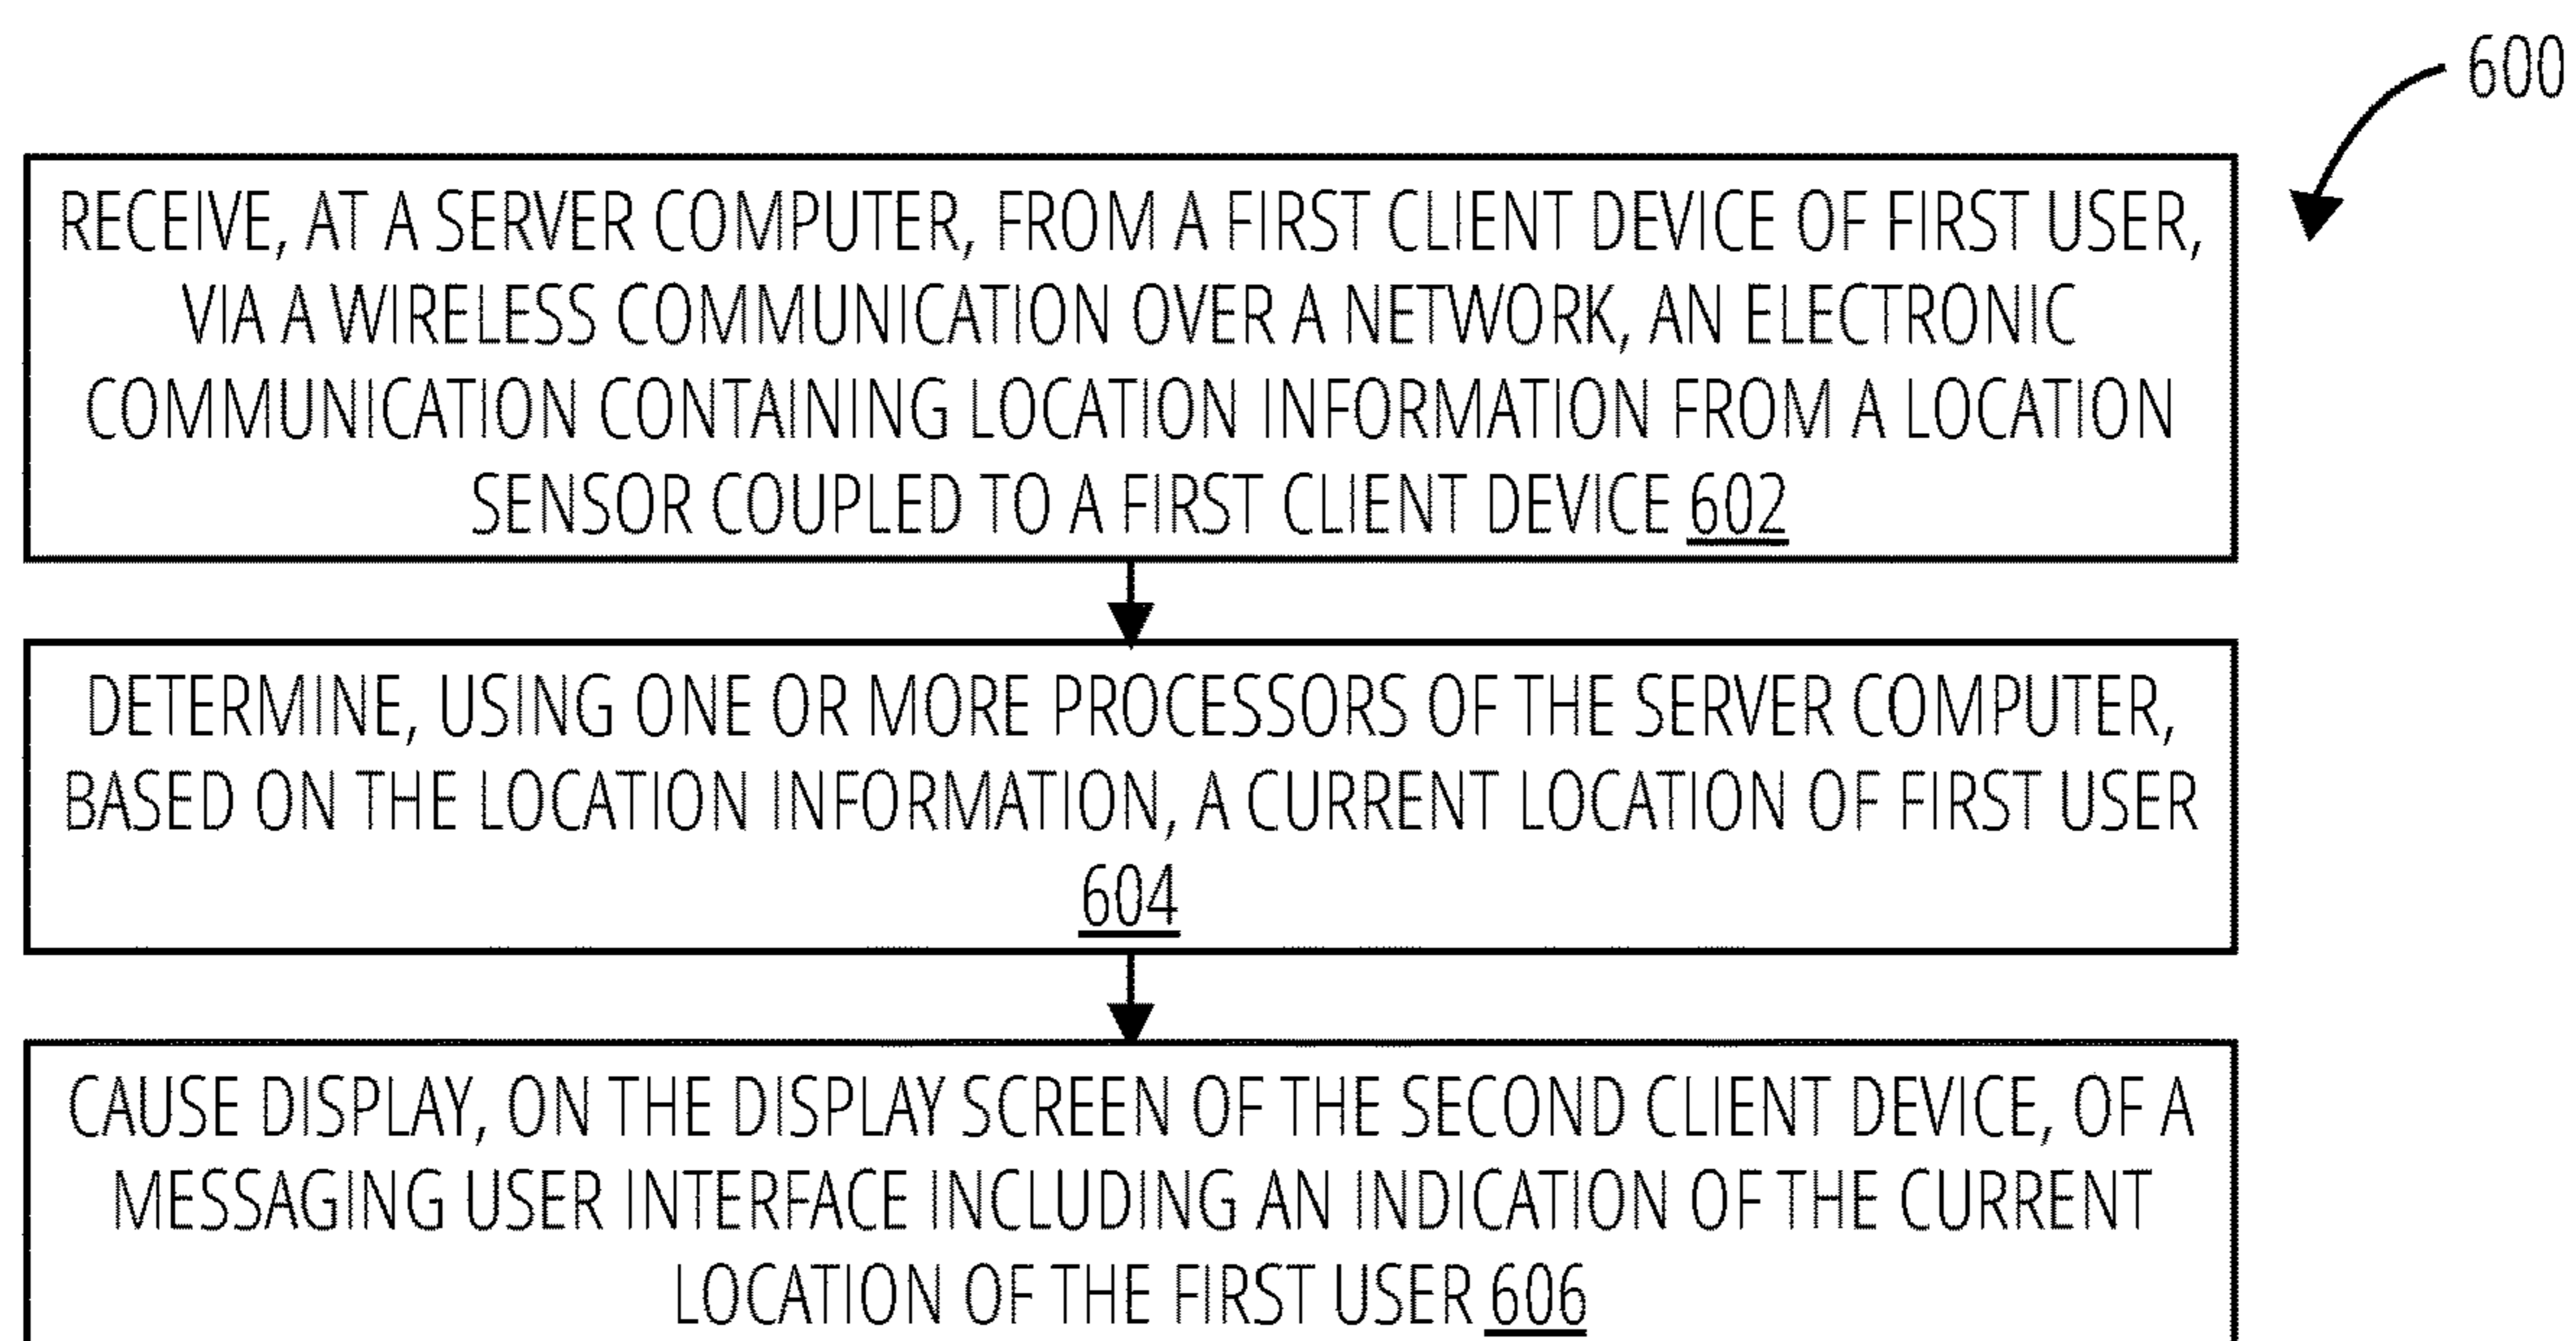 600
RECEIVE, AT A SERVER COMPUTER, FROM A FIRST CLIENT DEVICE OF FIRST USER,
VIA A WIRELESS COMMUNICATION OVER A NETWORK, AN ELECTRONIC
COMMUNICATION CONTAINING LOCATION INFORMATION FROM A LOCATION
SENSOR COUPLED TO A FIRST CLIENT DEVICE 602
DETERMINE, USING ONE OR MORE PROCESSORS OF THE SERVER COMPUTER,
BASED ON THE LOCATION INFORMATION, A CURRENT LOCATION OF FIRST USER
604
CAUSE DISPLAY, ON THE DISPLAY SCREEN OF THE SECOND CLIENT DEVICE, OF A
MESSAGING USER INTERFACE INCLUDING AN INDICATION OF THE CURRENT
LOCATION OF THE FIRST USER 606